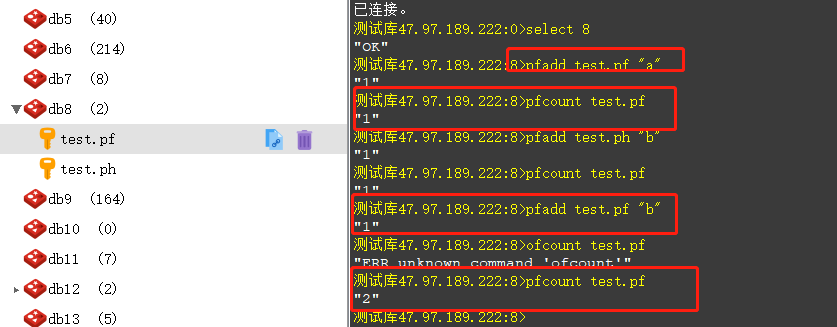 db5 (40)
db6 (214)
db7 (8)
db8 (2)
test.pf
test.ph
db9 (164)
db10 (0)
db11 (7)
db12 (2)
db13 (5)
已连接。
测试库47.97.189.222:0>select 8
"OK"
测试库47.97.189.222:8>pfadd test.pf "a"
"1"
测试库47.97.189.222:8>pfcount test.pf
"1"
测试库47.97.189.222:8>pfadd test.ph "b"
"1"
测试库47.97.189.222:8>pfcount test.pf
"1"
测试库47.97.189.222:8>pfadd test.pf "b"
"1"
测试库47.97.189.222:8>ofcount test.pf
"ERR unknown command 'ofcount'"
测试库47.97.189.222:8>pfcount test.pf
"2"
测试库47.97.189.222:8>